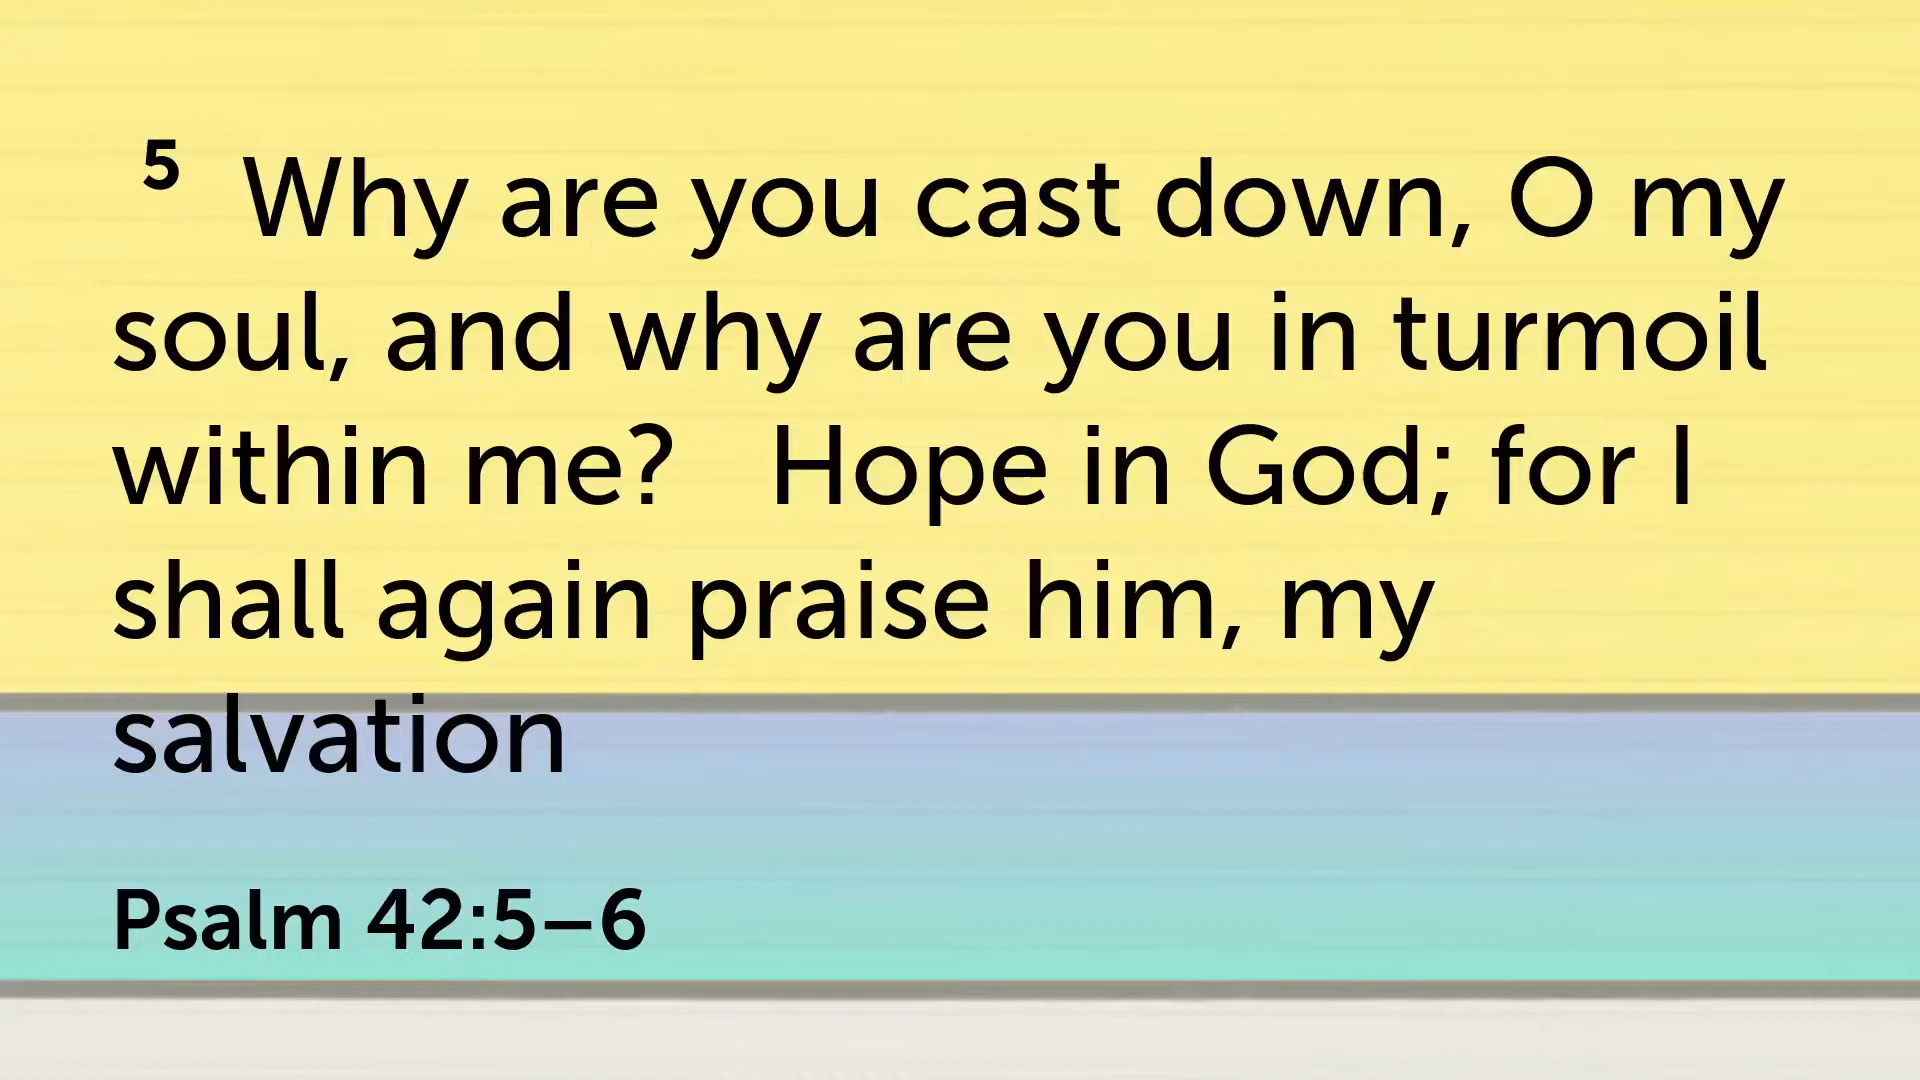 5 Why are you cast down, O my
soul, and why are you in turmoil
within me? Hope in God; for I
shall again praise him, my
salvation
Psalm 42:5–6